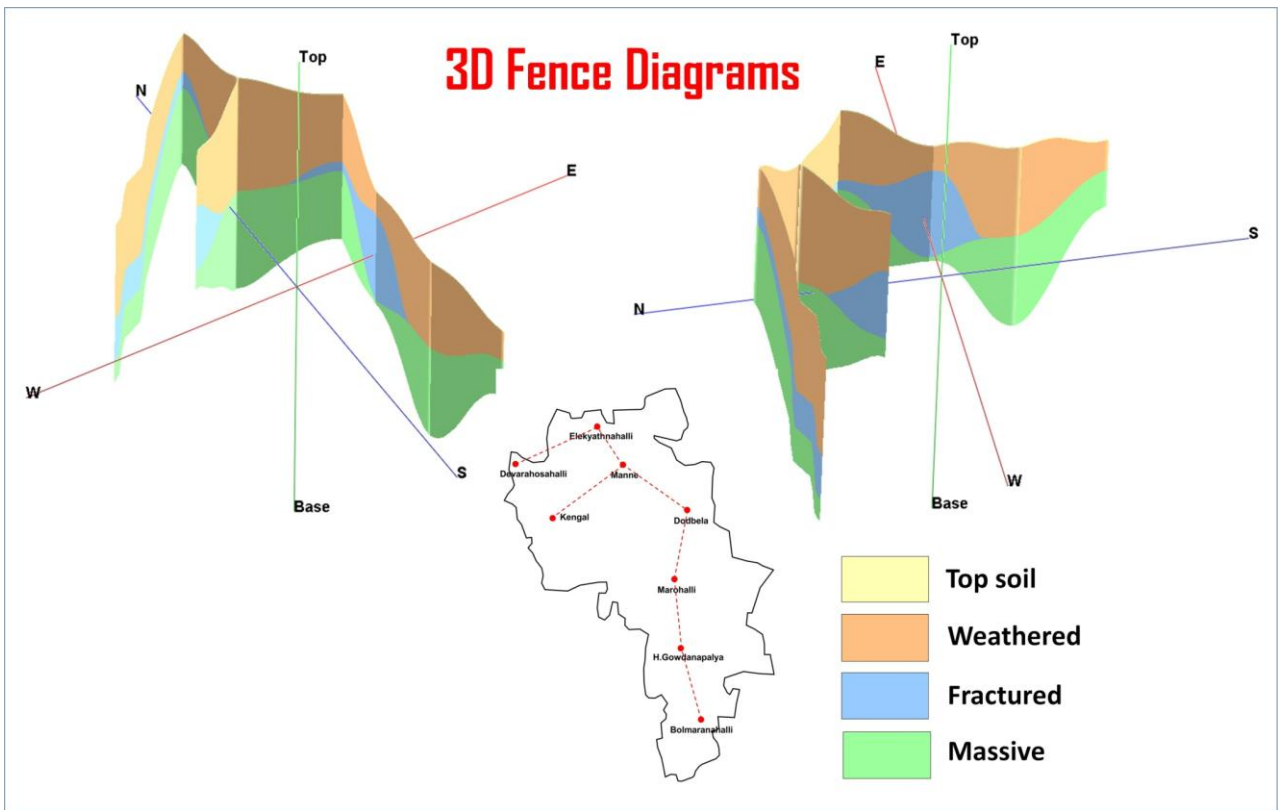 3D Fence Diagrams
N
Top
E
W
S
Base
Top
E
S
N
W
Base
Elekyathnahalli
Devarahosahalli
Manne
Kengal
Dodbela
Marohalli
H.Gowdanapalya
Bolmaranahalli
Top soil
Weathered
Fractured
Massive